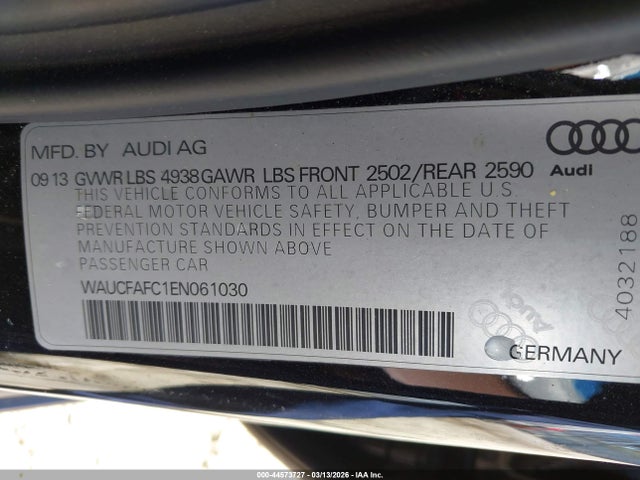 MFD. BY AUDI AG
09 13 GVWR LBS 4938 GAWR LBS FRONT 2502/REAR 2590
THIS VEHICLE CONFORMS TO ALL APPLICABLE U.S.
FEDERAL MOTOR VEHICLE SAFETY, BUMPER AND THEFT
PREVENTION STANDARDS IN EFFECT ON THE DATE OF
MANUFACTURE SHOWN ABOVE
PASSENGER CAR
WAUCFAFC1EN061030
Audi
4032188
Audi
GERMANY
000-44573727 - 03/13/2026 - IAA Inc.